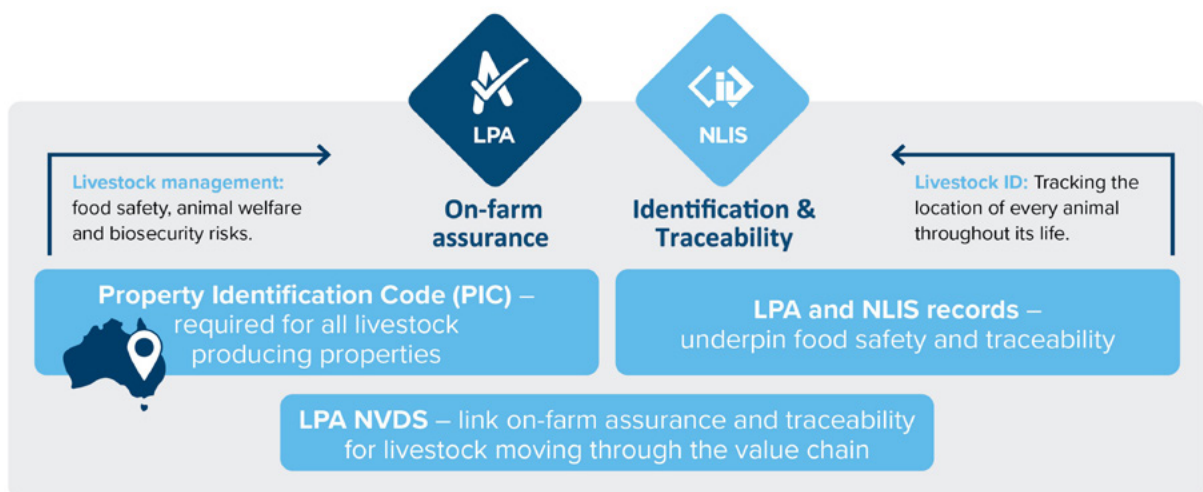 LPA
NLIS
Livestock management:
food safety, animal welfare
and biosecurity risks.
On-farm
assurance
Identification &
Traceability
Livestock ID: Tracking the
location of every animal
throughout its life.
Property Identification Code (PIC) –
required for all livestock
producing properties
LPA and NLIS records –
underpin food safety and traceability
LPA NVDS – link on-farm assurance and traceability
for livestock moving through the value chain